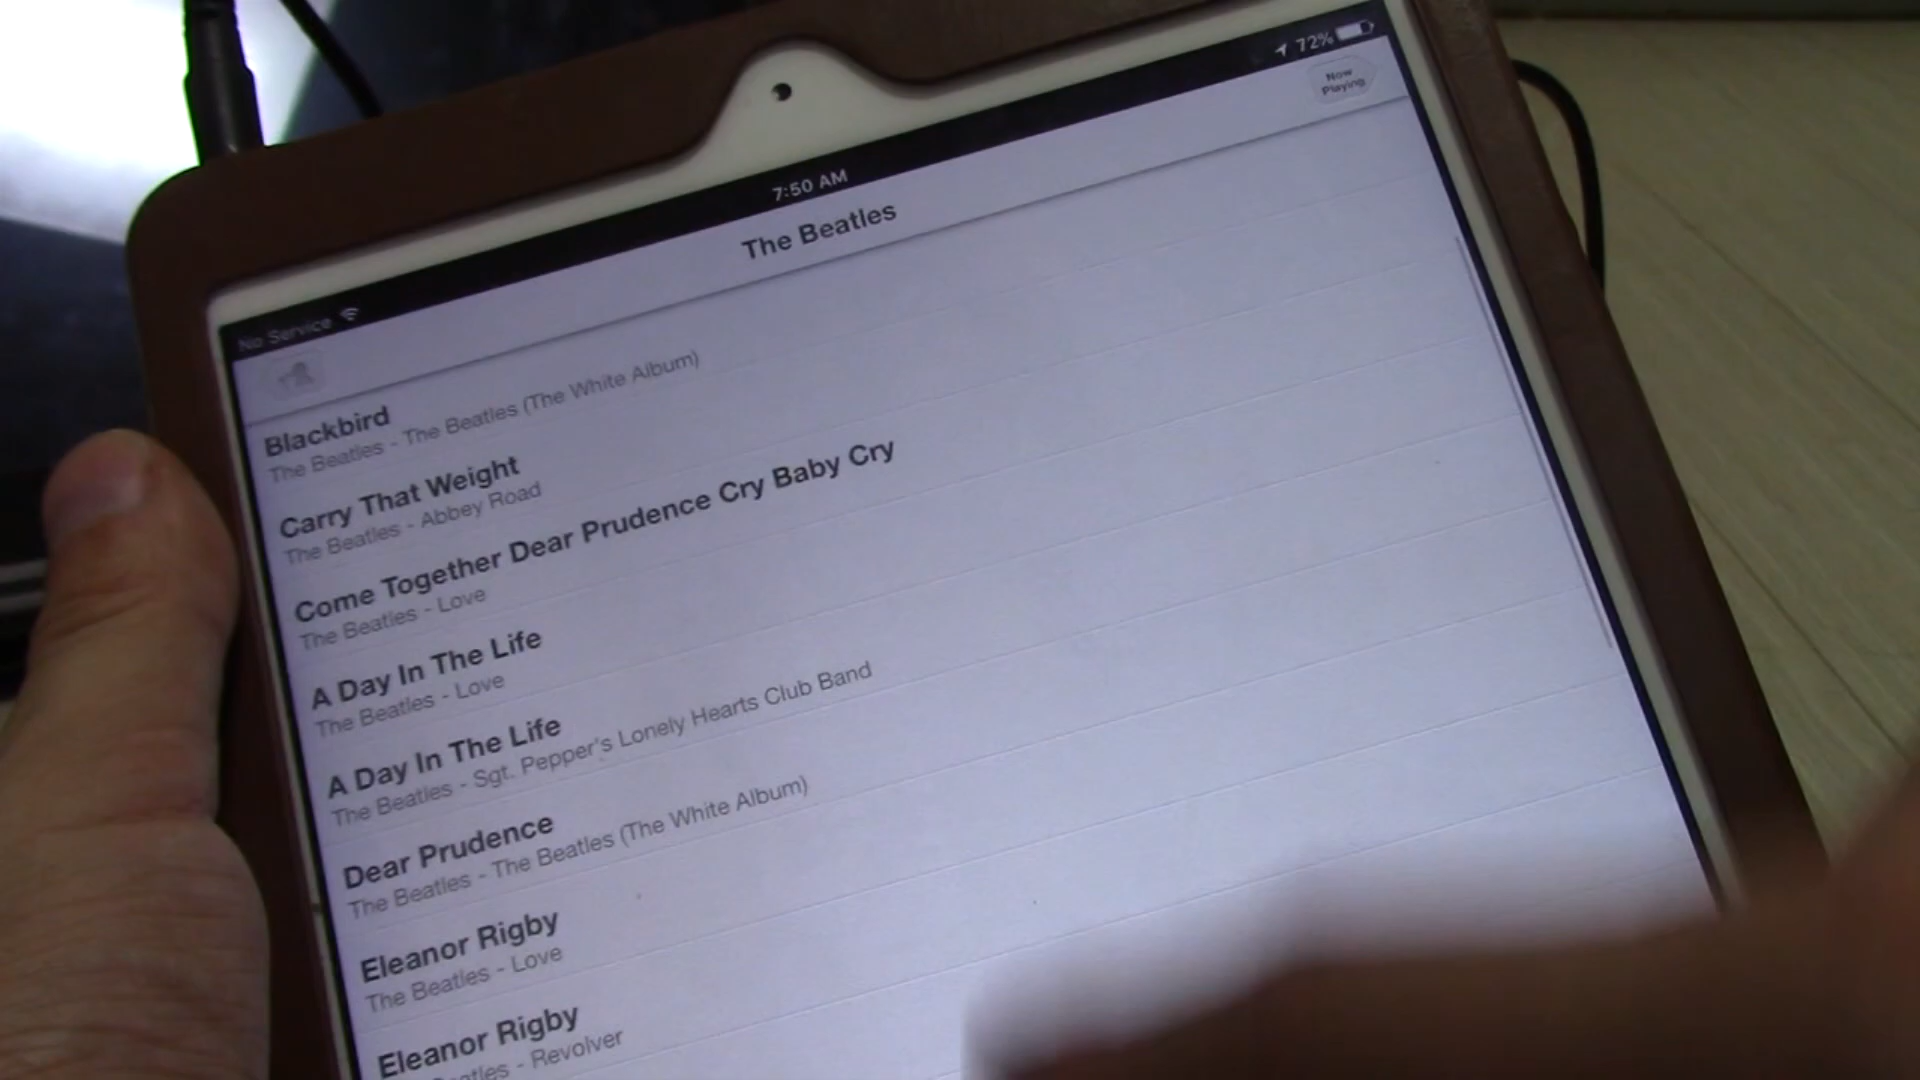 No Service
7:50 AM
72%
The Beatles
Now
Playing
Blackbird
The Beatles - The Beatles (The White Album)
Carry That Weight
The Beatles - Abbey Road
Come Together Dear Prudence Cry Baby Cry
The Beatles - Love
A Day In The Life
The Beatles - Love
A Day In The Life
The Beatles - Sgt. Pepper's Lonely Hearts Club Band
Dear Prudence
The Beatles - The Beatles (The White Album)
Eleanor Rigby
The Beatles - Love
Eleanor Rigby
- Revolver